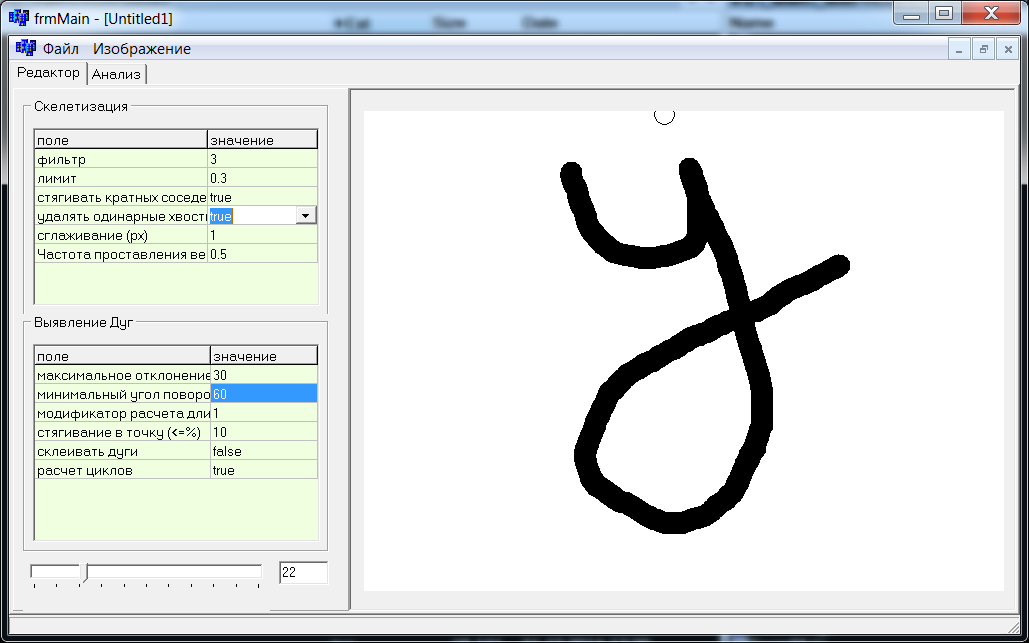 frmMain - [Untitled1]
Файл Изображение
Редактор Анализ
Скелетизация
поле значение
фильтр 3
лимит 0.3
стягивать кратных соседе true
удалять одинарные хвост true
сглаживание (px) 1
Частота проставления ве 0.5
Выявление Дуг
поле значение
максимальное отклонение 30
минимальный угол поворо 60
модификатор расчета дли 1
стягивание в точку (<=%) 10
склеивать дуги false
расчет циклов true
22
y